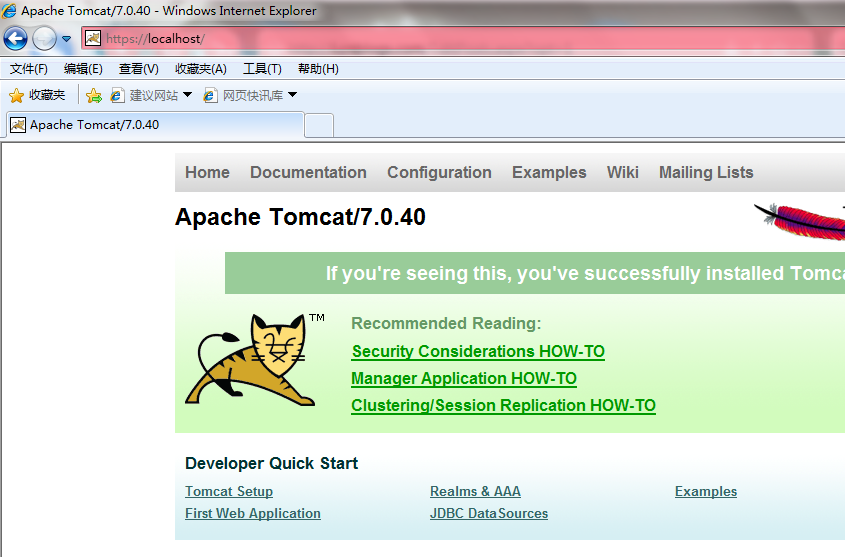 Apache Tomcat/7.0.40 - Windows Internet Explorer
https://localhost/
文件(F) 编辑(E) 查看(V) 收藏夹(A) 工具(T) 帮助(H)
收藏夹 建议网站 网页快讯库
Apache Tomcat/7.0.40
Home Documentation Configuration Examples Wiki Mailing Lists
Apache Tomcat/7.0.40
If you're seeing this, you've successfully installed Tomca
TM
Recommended Reading:
Security Considerations HOW-TO
Manager Application HOW-TO
Clustering/Session Replication HOW-TO
Developer Quick Start
Tomcat Setup Realms & AAA Examples
First Web Application JDBC DataSources